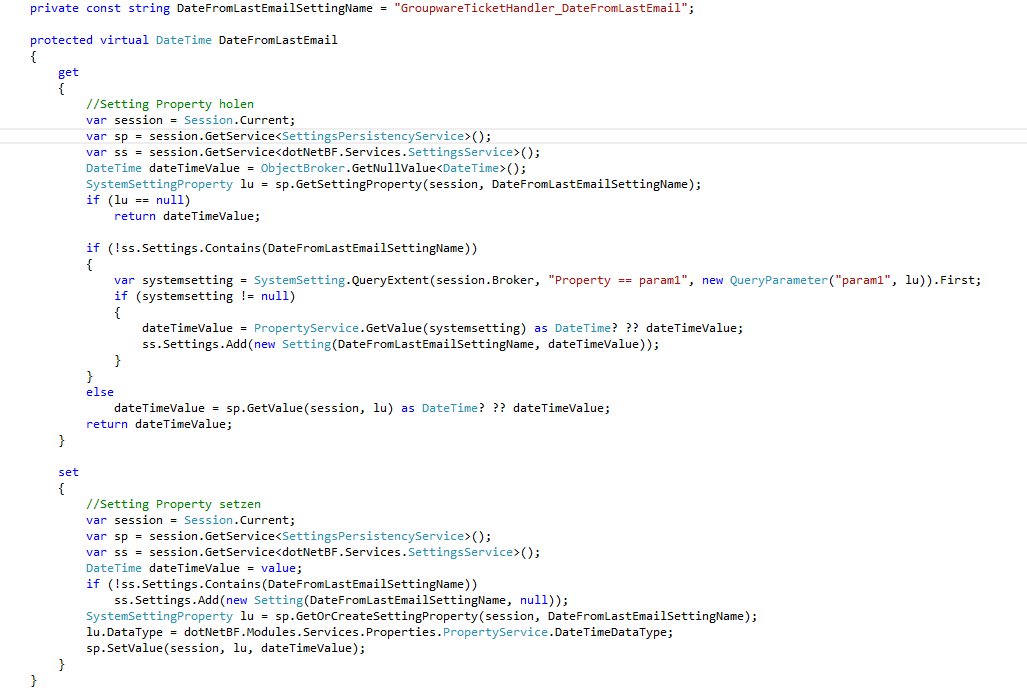 private const string DateFromLastEmailSettingName = "GroupwareTicketHandler_DateFromLastEmail";
protected virtual DateTime DateFromLastEmail
{
get
{
//Setting Property holen
var session = Session.Current;
var sp = session.GetService<SettingsPersistencyService>();
var ss = session.GetService<dotNetBF.Services.SettingsService>();
DateTime dateTimeValue = ObjectBroker.GetNullValue<DateTime>();
SystemSettingProperty lu = sp.GetSettingProperty(session, DateFromLastEmailSettingName);
if (lu == null)
return dateTimeValue;
if (!ss.Settings.Contains(DateFromLastEmailSettingName))
{
var systemsetting = SystemSetting.QueryExtent(session.Broker, "Property == param1", new QueryParameter("param1", lu)).First;
if (systemsetting != null)
{
dateTimeValue = PropertyService.GetValue(systemsetting) as DateTime? ?? dateTimeValue;
ss.Settings.Add(new Setting(DateFromLastEmailSettingName, dateTimeValue));
}
}
else
dateTimeValue = sp.GetValue(session, lu) as DateTime? ?? dateTimeValue;
return dateTimeValue;
}
set
{
//Setting Property setzen
var session = Session.Current;
var sp = session.GetService<SettingsPersistencyService>();
var ss = session.GetService<dotNetBF.Services.SettingsService>();
DateTime dateTimeValue = value;
if (!ss.Settings.Contains(DateFromLastEmailSettingName))
ss.Settings.Add(new Setting(DateFromLastEmailSettingName, null));
SystemSettingProperty lu = sp.GetOrCreateSettingProperty(session, DateFromLastEmailSettingName);
lu.DataType = dotNetBF.Modules.Services.Properties.PropertyService.DateTimeDataType;
sp.SetValue(session, lu, dateTimeValue);
}
}